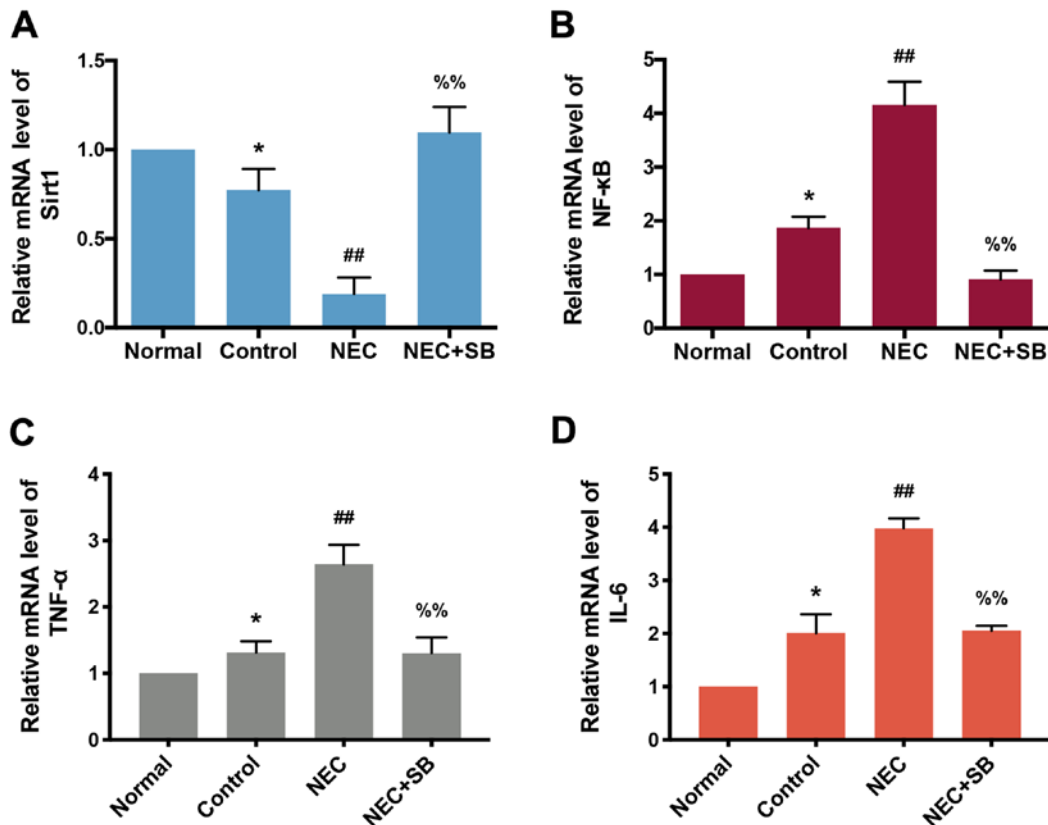 A
Relative mRNA level of
Sirt1
1.5
1.0
0.5
0.0
*
##
%%
Normal Control NEC NEC+SB
B
Relative mRNA level of
NF-κB
5
4
3
2
1
0
*
##
%%
Normal Control NEC NEC+SB
C
Relative mRNA level of
TNF-α
4
3
2
1
0
*
##
%%
Normal Control NEC NEC+SB
D
Relative mRNA level of
IL-6
5
4
3
2
1
0
*
##
%%
Normal Control NEC NEC+SB